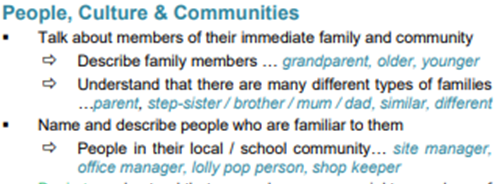 People, Culture & Communities
▪ Talk about members of their immediate family and community
⇨ Describe family members … grandparent, older, younger
⇨ Understand that there are many different types of families
…parent, step-sister / brother / mum / dad, similar, different
▪ Name and describe people who are familiar to them
⇨ People in their local / school community… site manager,
office manager, lolly pop person, shop keeper